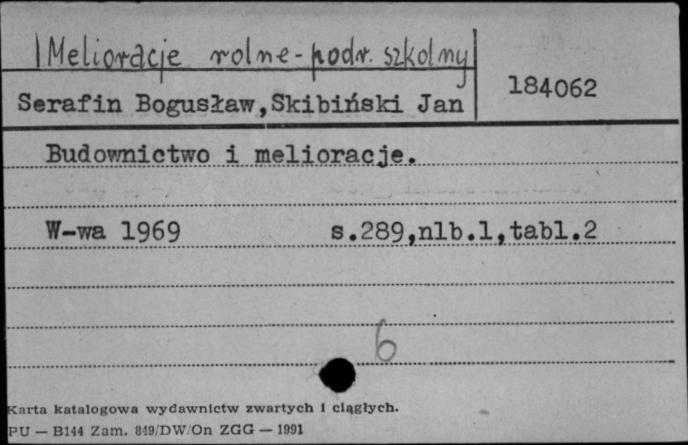 Melioracje rolne - podr. szkolny
184062
Serafin Bogusław,Skibiński Jan
Budownictwo i melioracje.
W-wa 1969 s.289,nlb.1,tabl.2
6
Karta katalogowa wydawnictw zwartych i ciągłych.
PU — B144 Zam. 849/DW/On ZGG — 1991